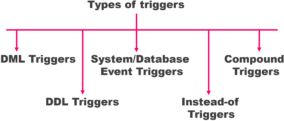 Types of triggers
DML Triggers
System/Database
Event Triggers
Compound
Triggers
DDL Triggers
Instead-of
Triggers